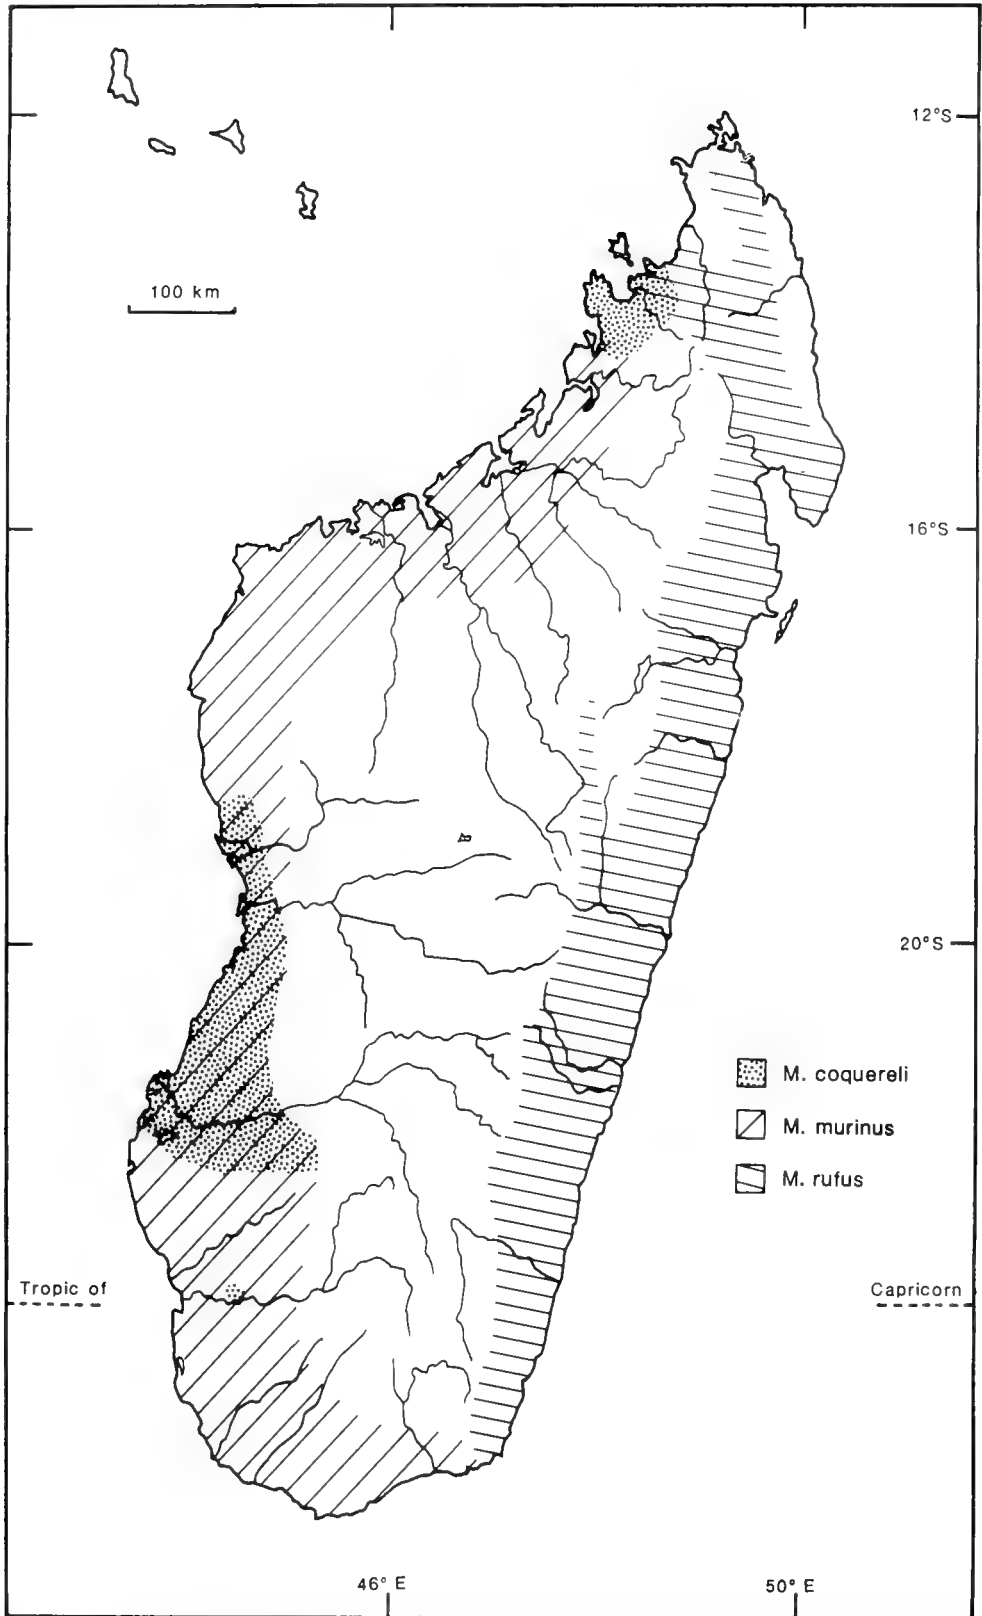 12°S
100 km
16°S
20°S
M. coquereli
M. murinus
M. rufus
Tropic of Capricorn
46° E
50° E